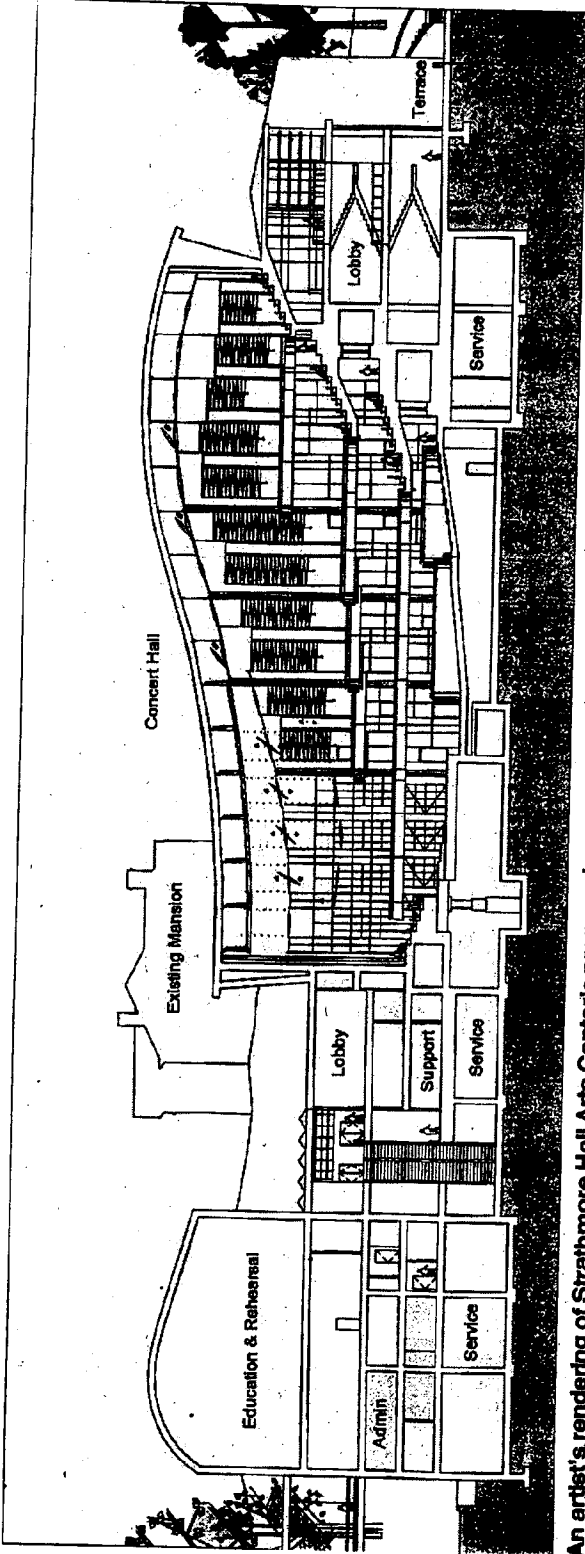 Concert Hall
Existing Mansion
Education & Rehearsal
Lobby
Lobby
Terrace
Admin
Support
Service
Service
Service
An artist's rendering of Strathmore Hall Arts Center's